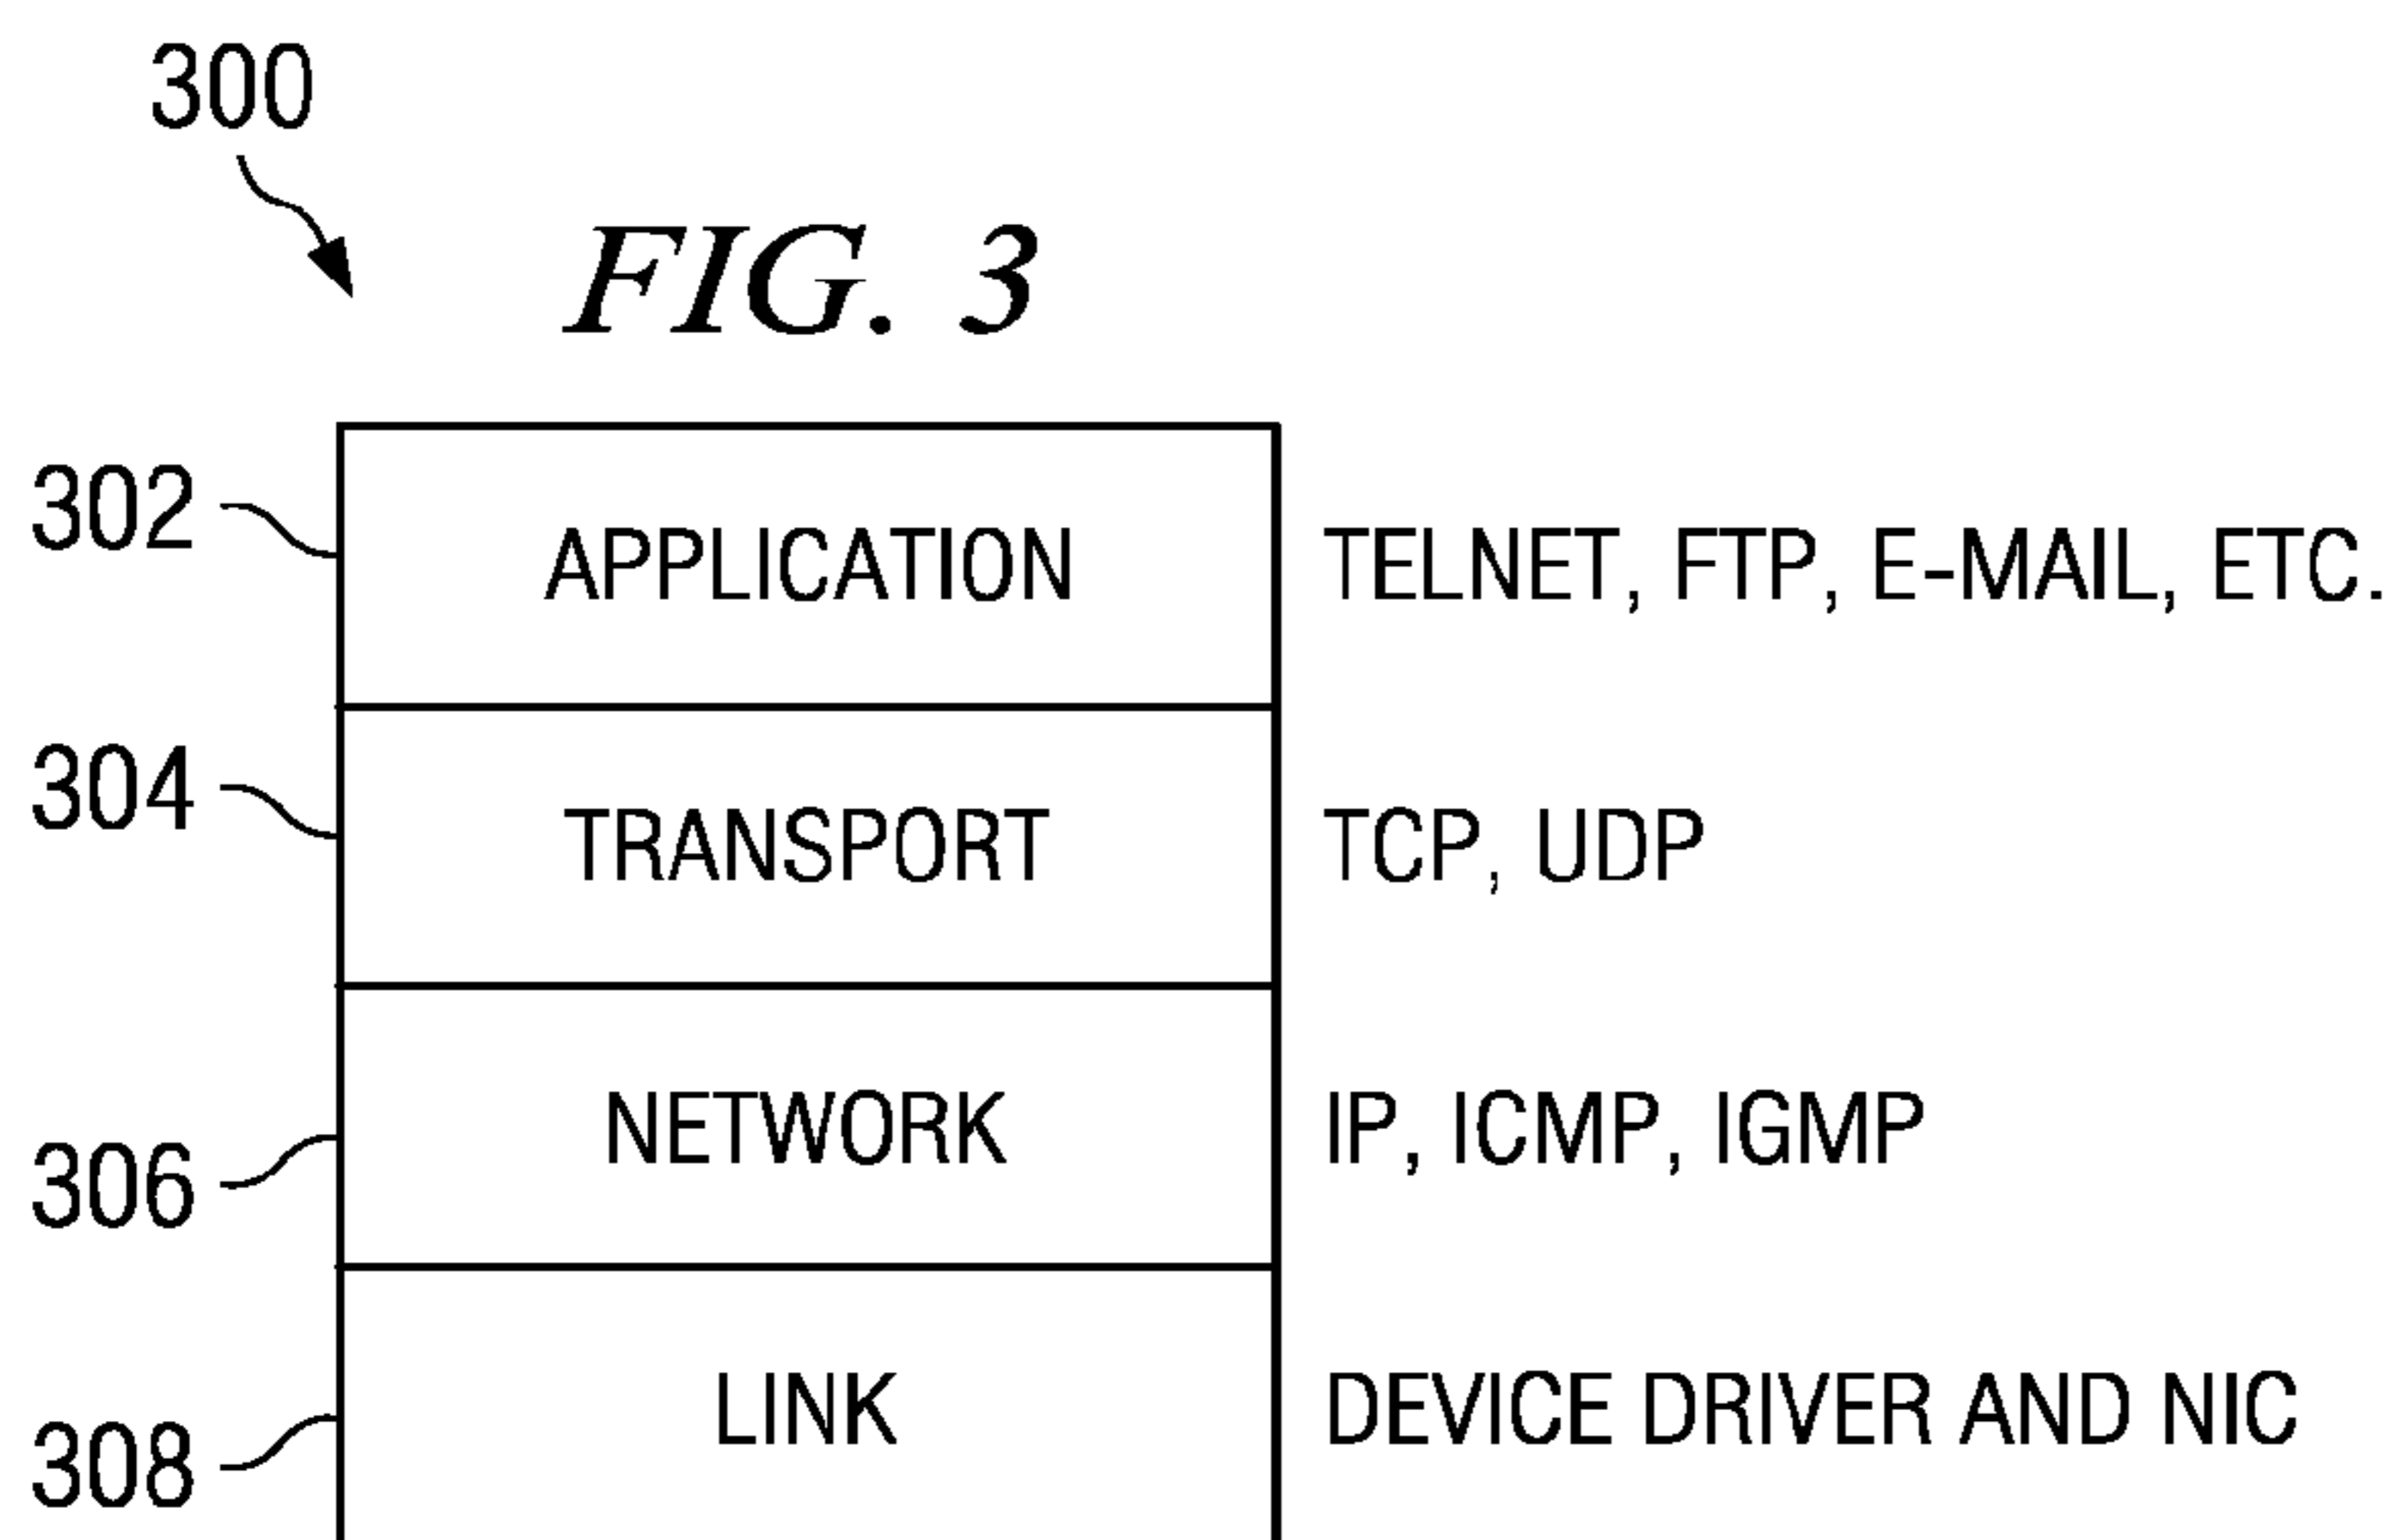 300
FIG. 3
302 APPLICATION TELNET, FTP, E-MAIL, ETC.
304 TRANSPORT TCP, UDP
306 NETWORK IP, ICMP, IGMP
308 LINK DEVICE DRIVER AND NIC